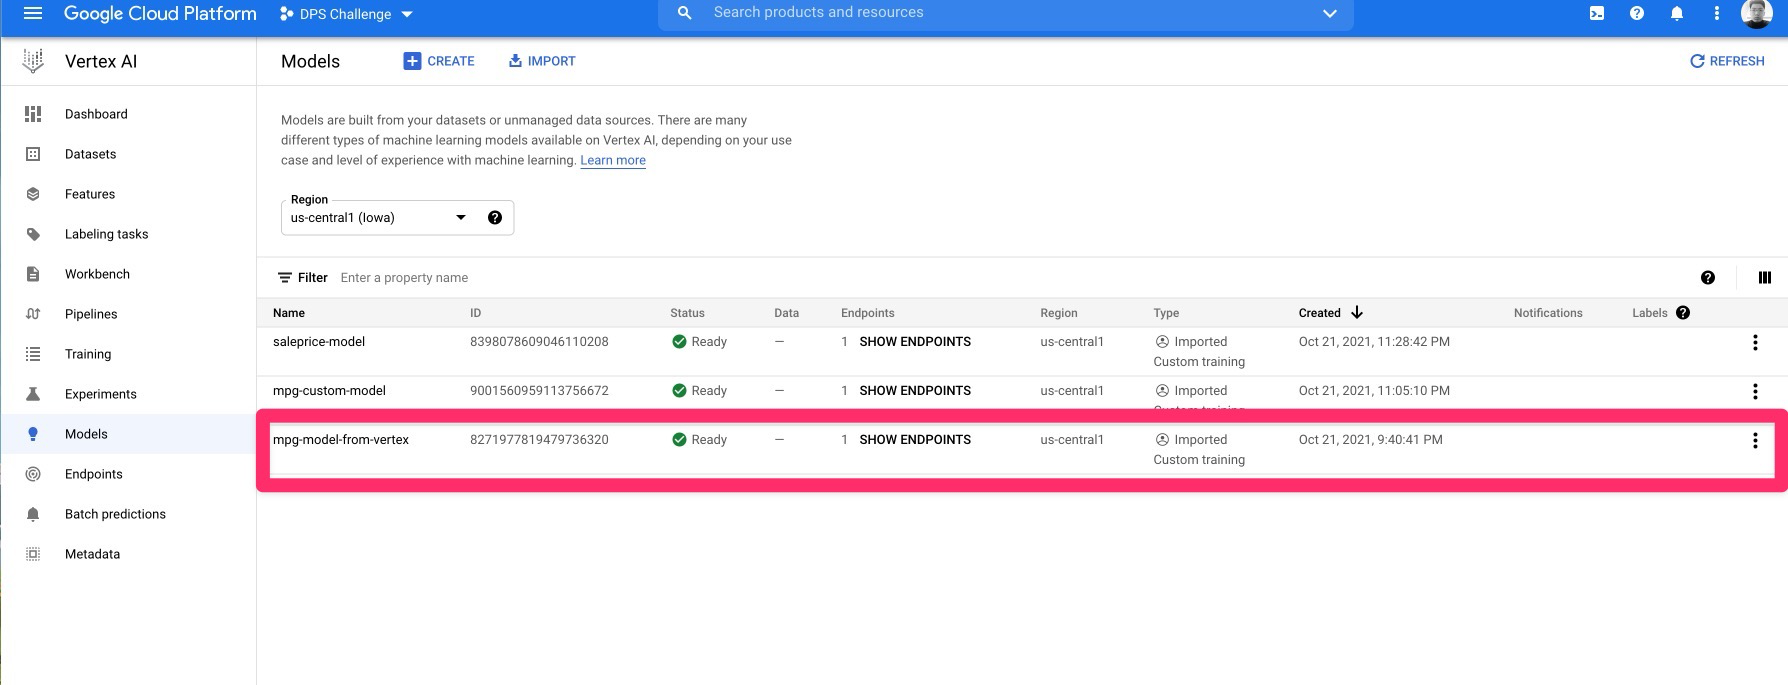 Google Cloud Platform DPS Challenge Search products and resources
Vertex AI
Dashboard
Datasets
Features
Labeling tasks
Workbench
Pipelines
Training
Experiments
Models
Endpoints
Batch predictions
Metadata
Models CREATE IMPORT REFRESH
Models are built from your datasets or unmanaged data sources. There are many
different types of machine learning models available on Vertex AI, depending on your use
case and level of experience with machine learning. Learn more
Region
us-central1 (Iowa)
Filter Enter a property name
Name ID Status Data Endpoints Region Type Created Notifications Labels
saleprice-model 8398078609046110208 Ready — 1 SHOW ENDPOINTS us-central1 Imported Oct 21, 2021, 11:28:42 PM
Custom training
mpg-custom-model 9001560959113756672 Ready — 1 SHOW ENDPOINTS us-central1 Imported Oct 21, 2021, 11:05:10 PM
Custom training
mpg-model-from-vertex 8271977819479736320 Ready — 1 SHOW ENDPOINTS us-central1 Imported Oct 21, 2021, 9:40:41 PM
Custom training